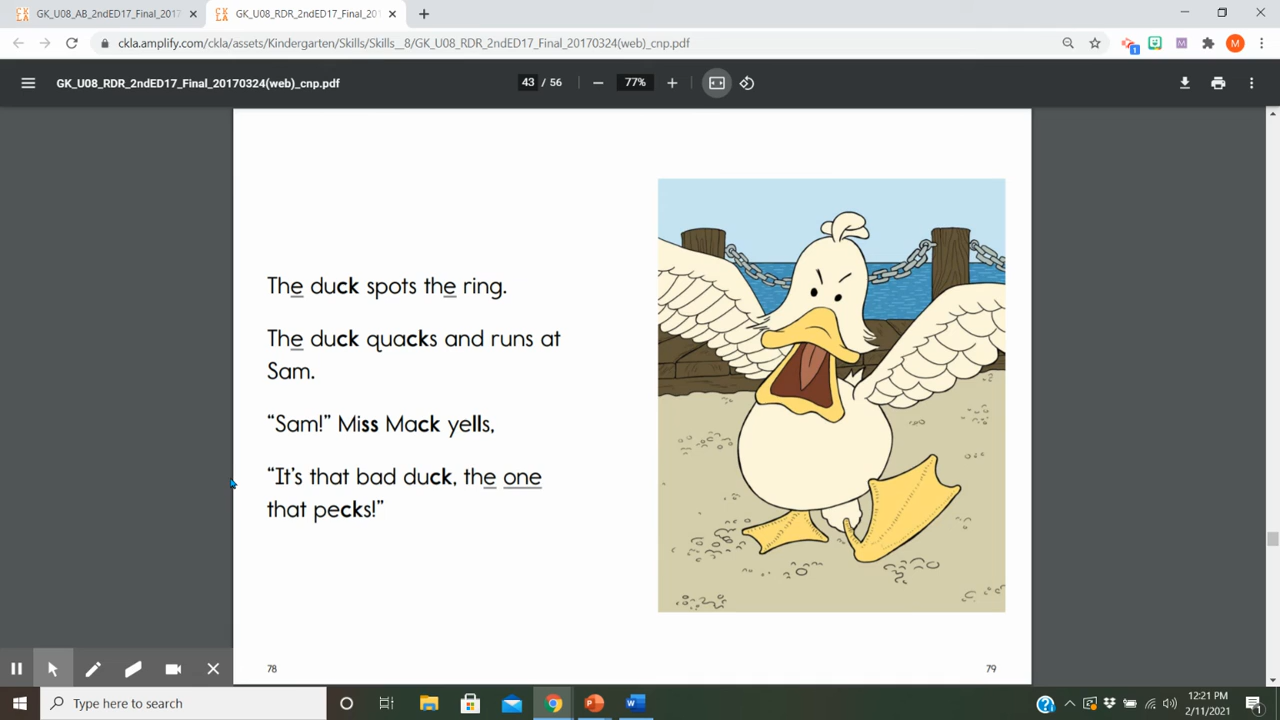 GK_U08_AB_2ndED17_Final_2017
GK_U08_RDR_2ndED17_Final_201
ckla.amplify.com/ckla/assets/Kindergarten/Skills/Skills__8/GK_U08_RDR_2ndED17_Final_20170324(web)_cnp.pdf
GK_U08_RDR_2ndED17_Final_20170324(web)_cnp.pdf
43 / 56
77%
The duck spots the ring.
The duck quacks and runs at
Sam.
“Sam!” Miss Mack yells,
“It’s that bad duck, the one
that pecks!”
78
79
Type here to search
12:21 PM
2/11/2021